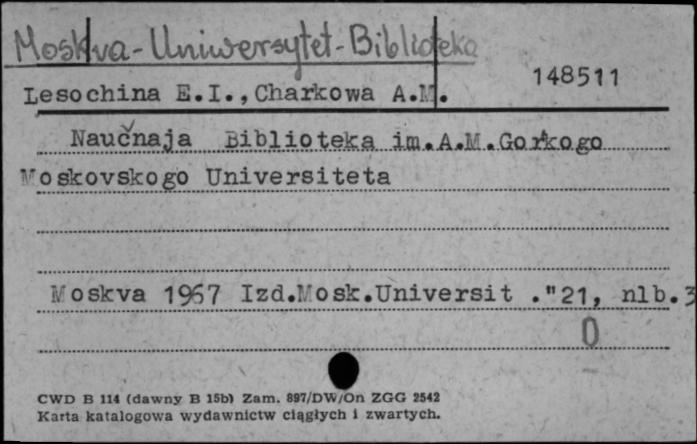 Moskva-Uniwersytet-Biblioteka
148511
Lesochina E.I.,Charkowa A.M.
Naučnaja Biblioteka im.A.M.Gorkogo
Moskovskogo Universiteta
Moskva 1967 Izd.Mosk.Universit ."21, nlb.3
0
CWD B 114 (dawny B 15b) Zam. 897/DW/On ZGG 2542
Karta katalogowa wydawnictw ciągłych i zwartych.